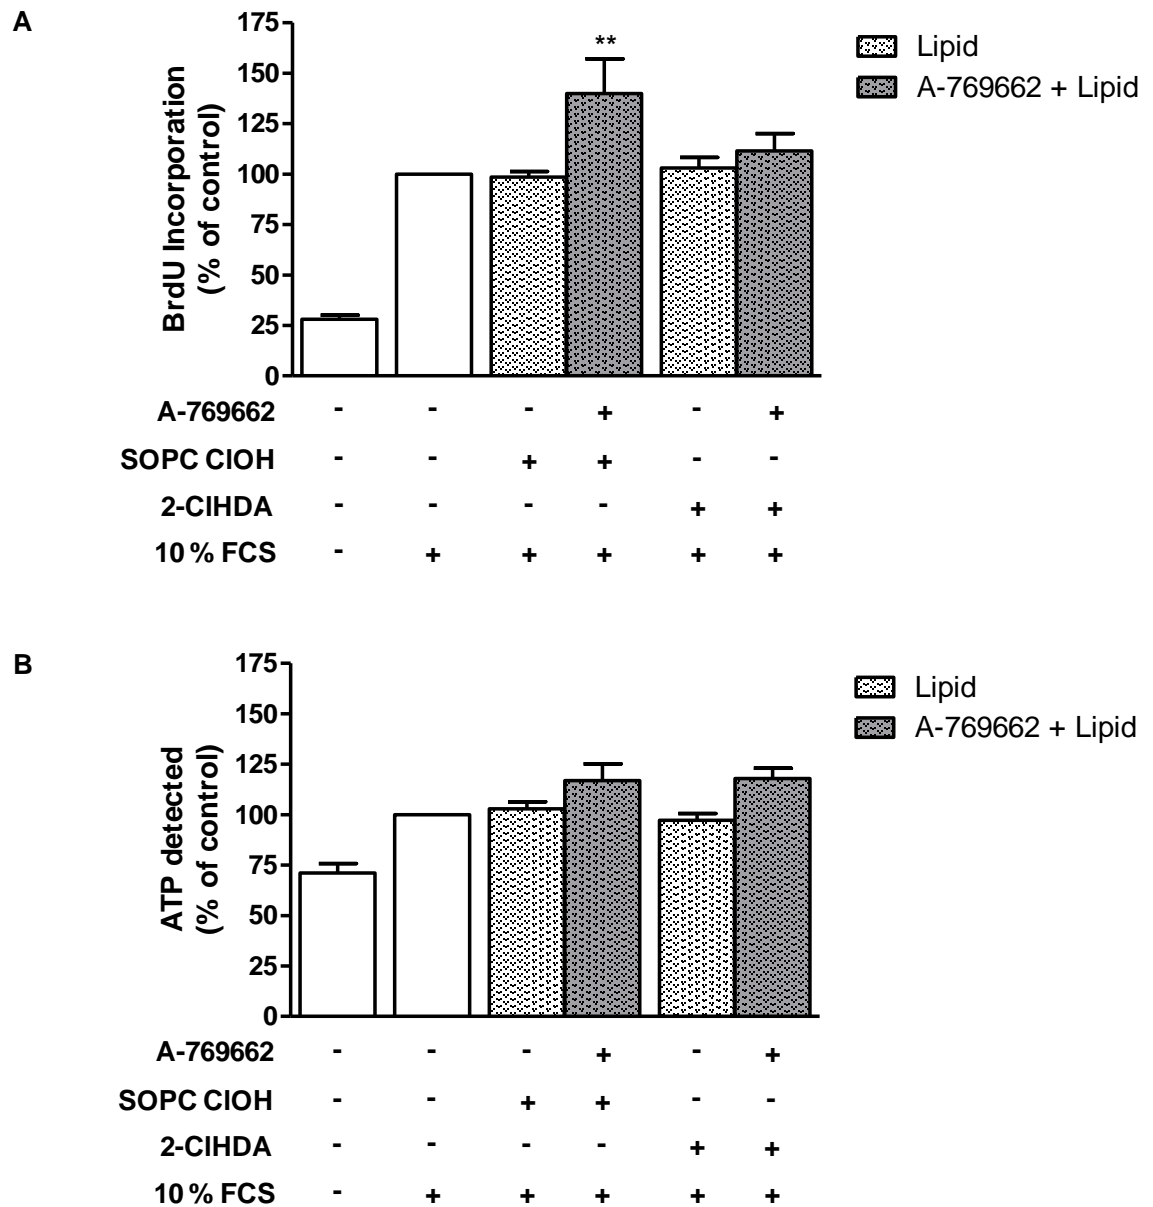 A
175
150
125
100
75
50
25
0
BrdU Incorporation
(% of control)
**
Lipid
A-769662 + Lipid
A-769662 - - - + - +
SOPC ClOH - - + + - -
2-ClHDA - - - - + +
10 % FCS - + + + + +
B
175
150
125
100
75
50
25
0
ATP detected
(% of control)
Lipid
A-769662 + Lipid
A-769662 - - - + - +
SOPC ClOH - - + + - -
2-ClHDA - - - - + +
10 % FCS - + + + + +